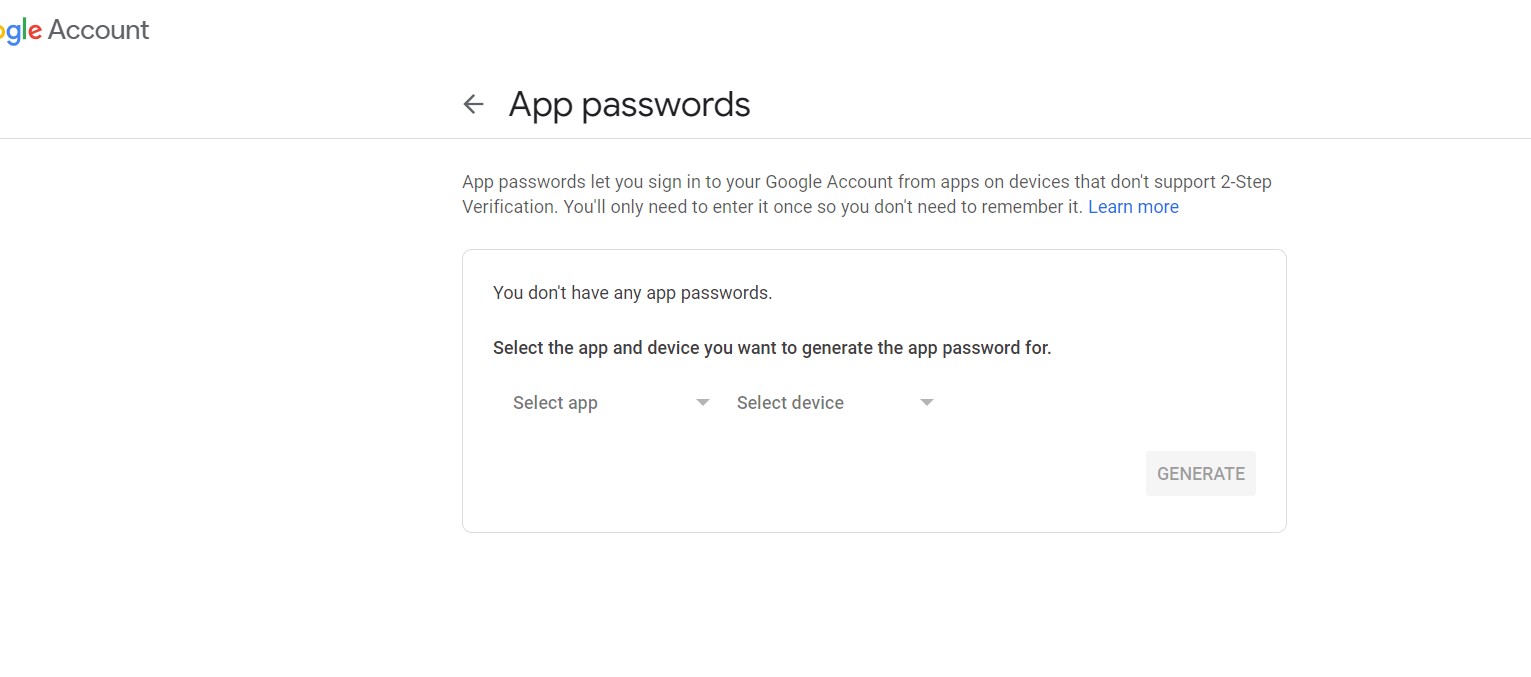 ogle Account
App passwords
App passwords let you sign in to your Google Account from apps on devices that don't support 2-Step
Verification. You'll only need to enter it once so you don't need to remember it. Learn more
You don't have any app passwords.
Select the app and device you want to generate the app password for.
Select app
Select device
GENERATE